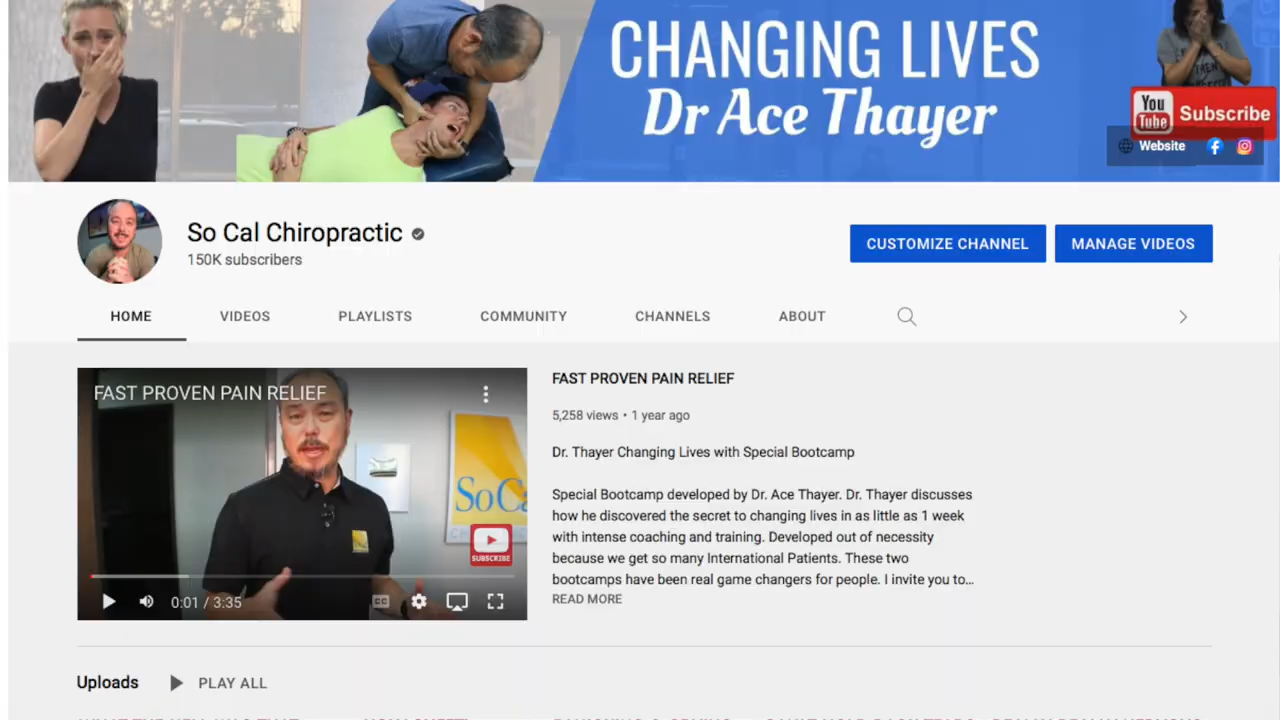 CHANGING LIVES
Dr Ace Thayer
You
Tube
Subscribe
Website
So Cal Chiropractic
150K subscribers
CUSTOMIZE CHANNEL
MANAGE VIDEOS
HOME
VIDEOS
PLAYLISTS
COMMUNITY
CHANNELS
ABOUT
FAST PROVEN PAIN RELIEF
SoCa
SUBSCRIBE
0:01 / 3:35
CC
FAST PROVEN PAIN RELIEF
5,258 views • 1 year ago
Dr. Thayer Changing Lives with Special Bootcamp
Special Bootcamp developed by Dr. Ace Thayer. Dr. Thayer discusses
how he discovered the secret to changing lives in as little as 1 week
with intense coaching and training. Developed out of necessity
because we get so many International Patients. These two
bootcamps have been real game changers for people. I invite you to...
READ MORE
Uploads
PLAY ALL